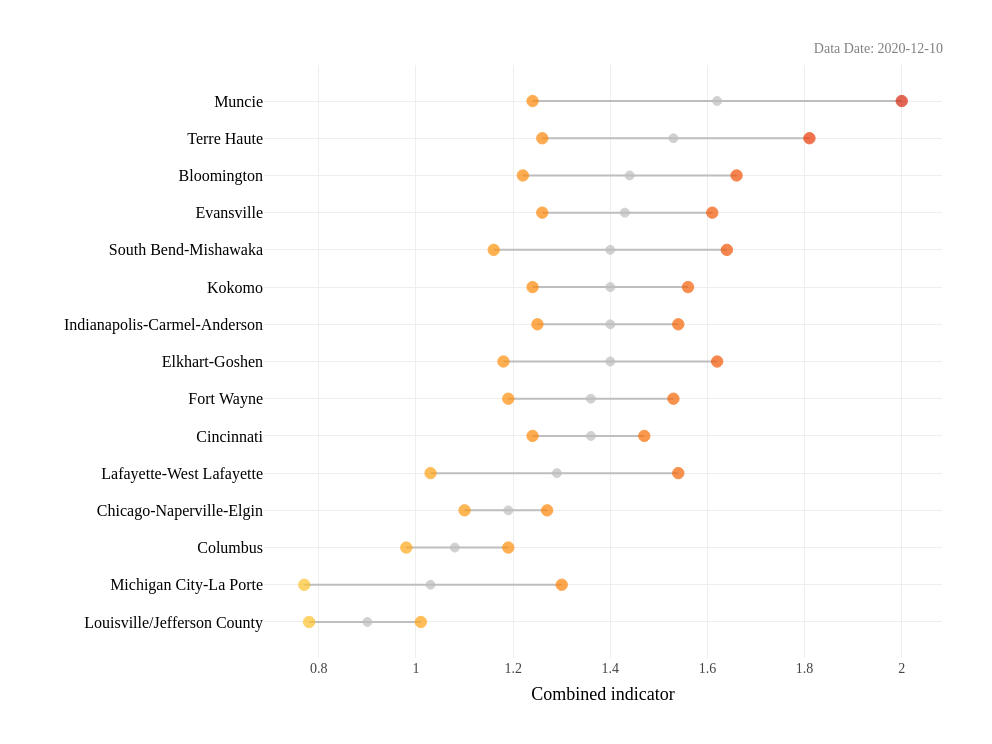 Data Date: 2020-12-10
Muncie
Terre Haute
Bloomington
Evansville
South Bend-Mishawaka
Kokomo
Indianapolis-Carmel-Anderson
Elkhart-Goshen
Fort Wayne
Cincinnati
Lafayette-West Lafayette
Chicago-Naperville-Elgin
Columbus
Michigan City-La Porte
Louisville/Jefferson County
0.8 1 1.2 1.4 1.6 1.8 2
Combined indicator